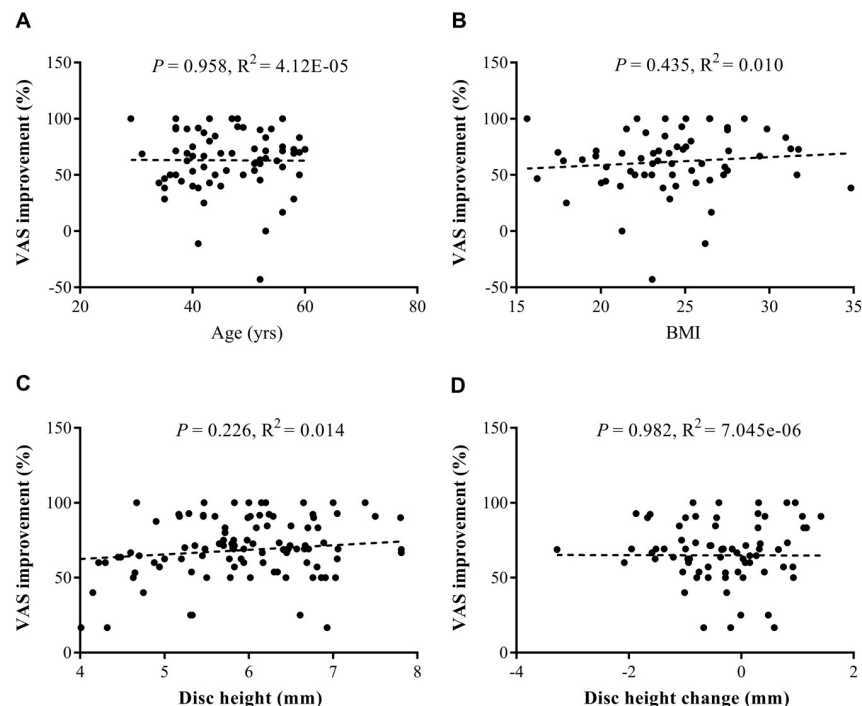 A
P = 0.958, R² = 4.12E-05
VAS improvement (%)
150
100
50
0
-50
20
40
60
80
Age (yrs)
B
P = 0.435, R² = 0.010
VAS improvement (%)
150
100
50
0
-50
15
20
25
30
35
BMI
C
P = 0.226, R² = 0.014
VAS improvement (%)
150
100
50
0
4
5
6
7
8
Disc height (mm)
D
P = 0.982, R² = 7.045e-06
VAS improvement (%)
150
100
50
0
-4
-2
0
2
Disc height change (mm)